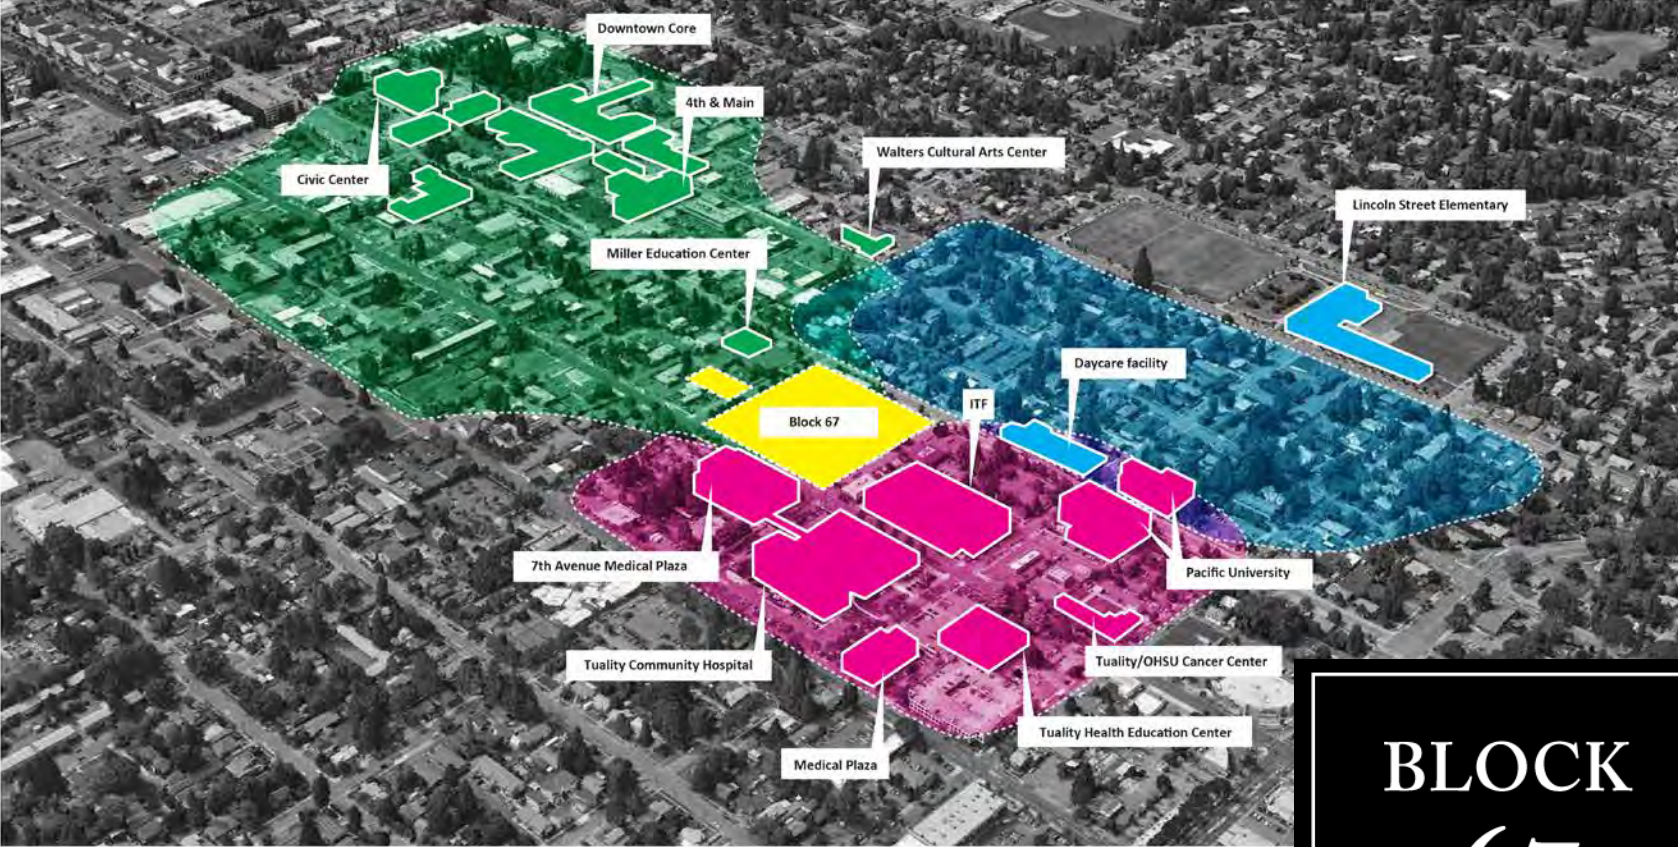 Downtown Core
4th & Main
Walters Cultural Arts Center
Civic Center
Lincoln Street Elementary
Miller Education Center
Daycare facility
ITF
Block 67
7th Avenue Medical Plaza
Pacific University
Tuality Community Hospital
Tuality/OHSU Cancer Center
Tuality Health Education Center
Medical Plaza
BLOCK
67